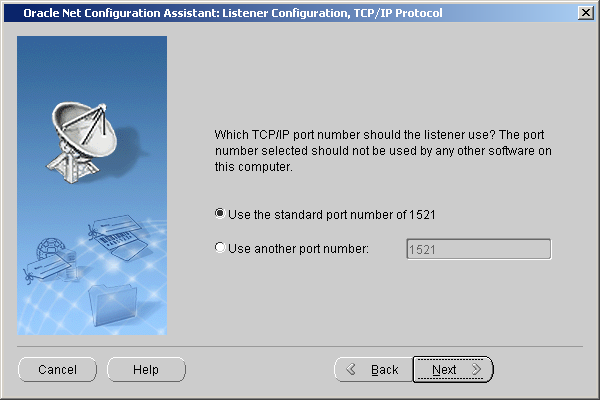 Oracle Net Configuration Assistant: Listener Configuration, TCP/IP Protocol
Which TCP/IP port number should the listener use? The port
number selected should not be used by any other software on
this computer.
Use the standard port number of 1521
Use another port number:
1521
Cancel
Help
Back
Next